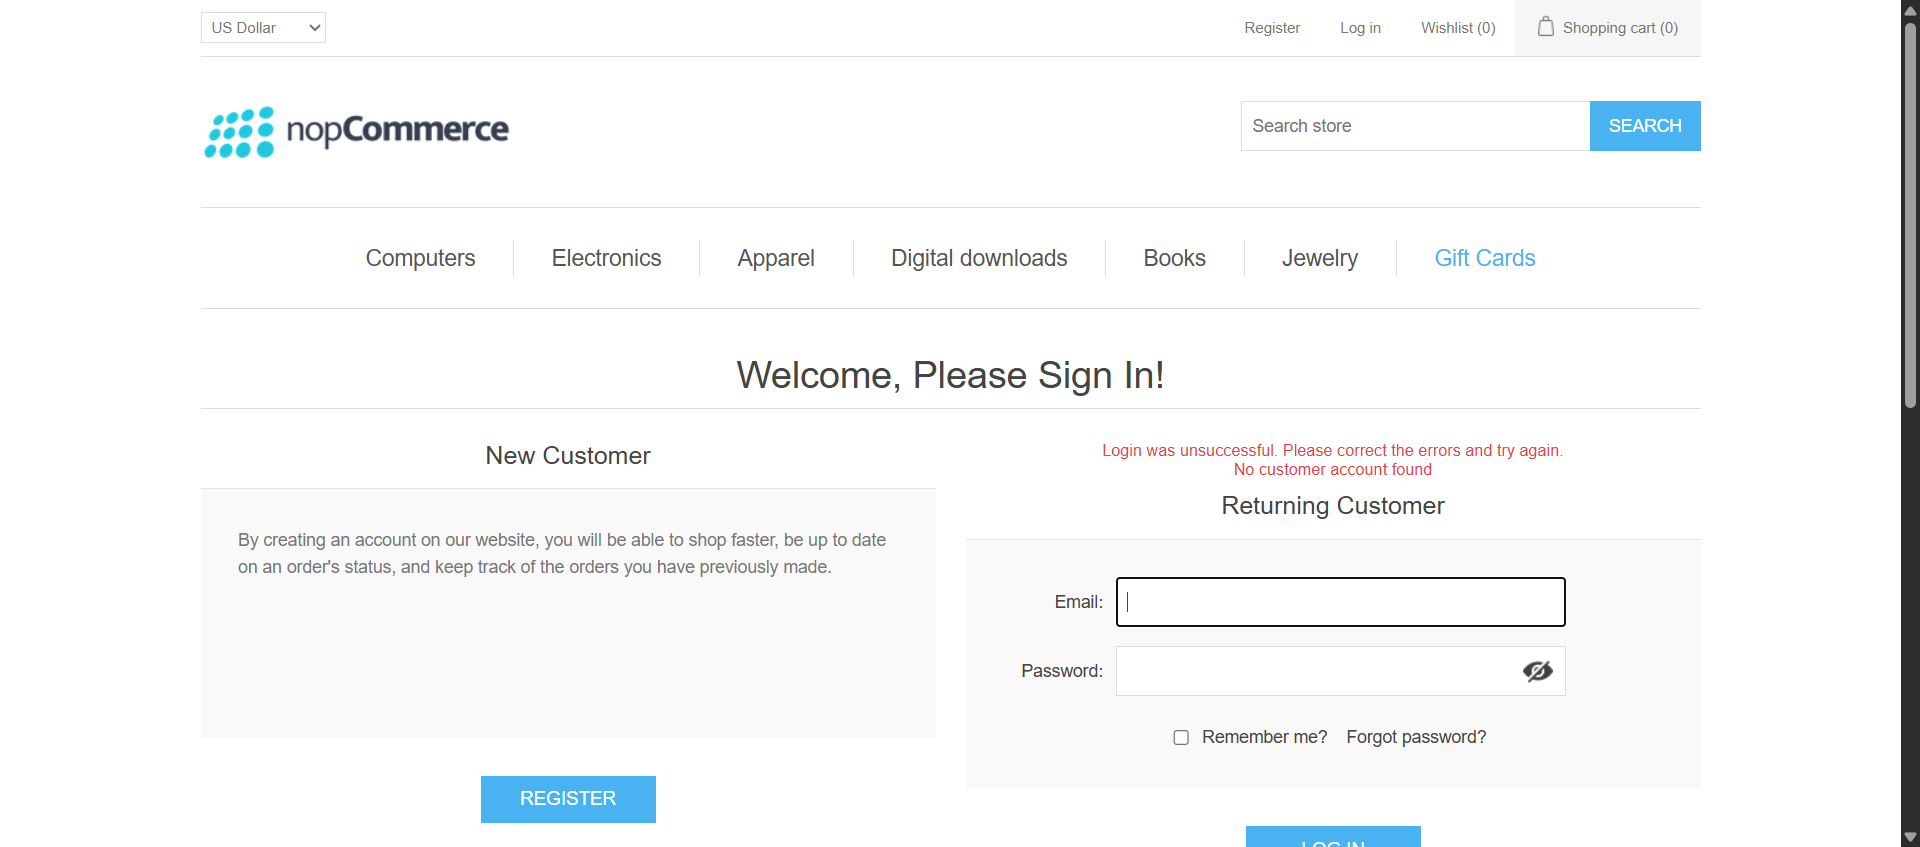 US Dollar
Register
Log in
Wishlist (0)
Shopping cart (0)
nopCommerce
Search store
SEARCH
Computers
Electronics
Apparel
Digital downloads
Books
Jewelry
Gift Cards
Welcome, Please Sign In!
New Customer
By creating an account on our website, you will be able to shop faster, be up to date
on an order's status, and keep track of the orders you have previously made.
REGISTER
Login was unsuccessful. Please correct the errors and try again.
No customer account found
Returning Customer
Email:
Password:
Remember me?
Forgot password?
LOG IN